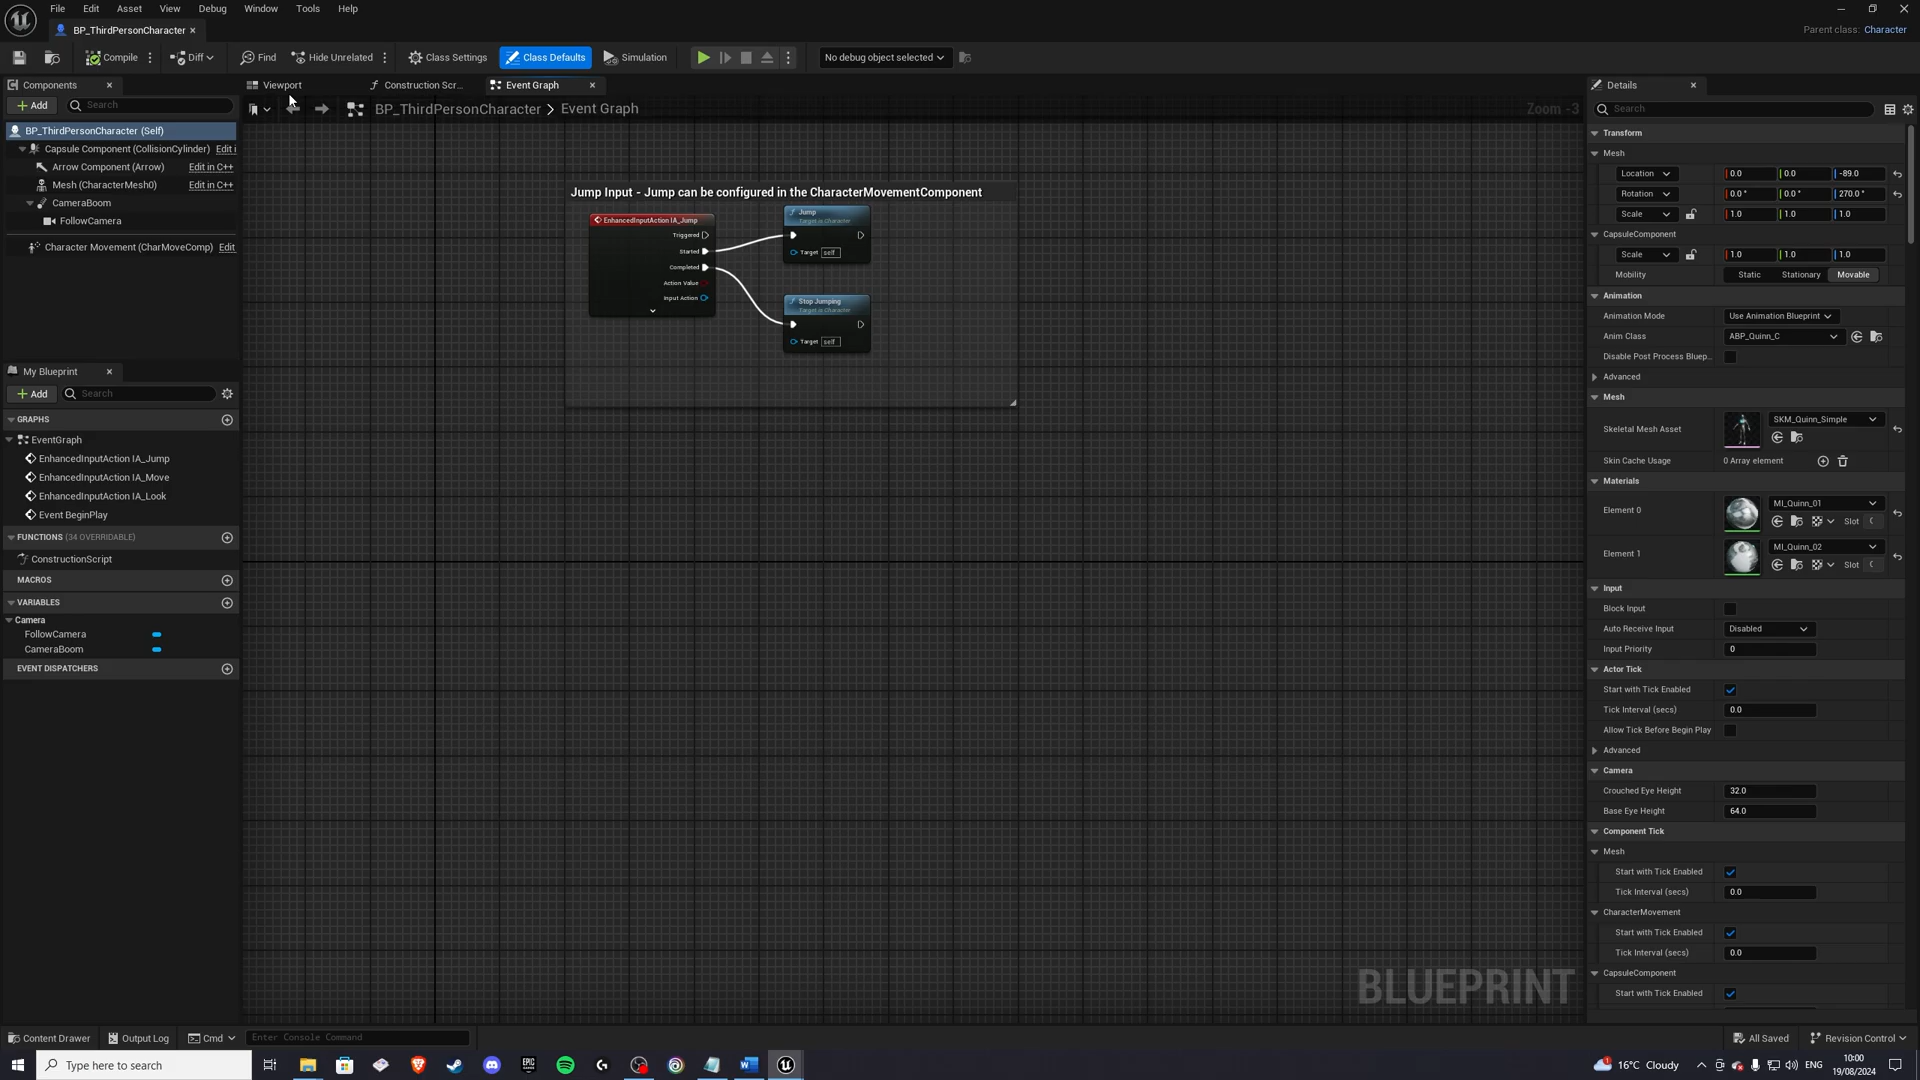 File Edit Asset View Debug Window Tools Help
BP_ThirdPersonCharacter
Parent class: Character
Compile Diff Find Hide Unrelated Class Settings Class Defaults Simulation No debug object selected
Components
Add Search
BP_ThirdPersonCharacter (Self)
Capsule Component (CollisionCylinder) Edit i
Arrow Component (Arrow) Edit in C++
Mesh (CharacterMesh0) Edit in C++
CameraBoom
FollowCamera
Character Movement (CharMoveComp) Edit
My Blueprint
Add Search
GRAPHS
EventGraph
EnhancedInputAction IA_Jump
EnhancedInputAction IA_Move
EnhancedInputAction IA_Look
Event BeginPlay
FUNCTIONS (34 OVERRIDABLE)
ConstructionScript
MACROS
VARIABLES
Camera
FollowCamera
CameraBoom
EVENT DISPATCHERS
Viewport Construction Scr... Event Graph
BP_ThirdPersonCharacter > Event Graph
Zoom -3
Jump Input - Jump can be configured in the CharacterMovementComponent
EnhancedInputAction IA_Jump
Triggered
Started
Completed
Action Value
Input Action
Jump
Target is Character
Target self
Stop Jumping
Target is Character
Target self
BLUEPRINT
Details
Search
Transform
Mesh
Location 0.0 0.0 -89.0
Rotation 0.0 ° 0.0 ° 270.0 °
Scale 1.0 1.0 1.0
CapsuleComponent
Scale 1.0 1.0 1.0
Mobility Static Stationary Movable
Animation
Animation Mode Use Animation Blueprint
Anim Class ABP_Quinn_C
Disable Post Process Bluep...
Advanced
Mesh
Skeletal Mesh Asset SKM_Quinn_Simple
Skin Cache Usage 0 Array element
Materials
Element 0 MI_Quinn_01
Slot
Element 1 MI_Quinn_02
Slot
Input
Block Input
Auto Receive Input Disabled
Input Priority 0
Actor Tick
Start with Tick Enabled
Tick Interval (secs) 0.0
Allow Tick Before Begin Play
Advanced
Camera
Crouched Eye Height 32.0
Base Eye Height 64.0
Component Tick
Mesh
Start with Tick Enabled
Tick Interval (secs) 0.0
CharacterMovement
Start with Tick Enabled
Tick Interval (secs) 0.0
CapsuleComponent
Start with Tick Enabled
Content Drawer Output Log Cmd Enter Console Command All Saved Revision Control
Type here to search
16°C Cloudy ENG
10:00
19/08/2024